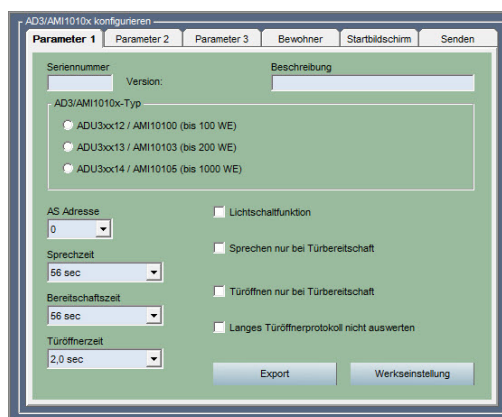 AD3/AMI1010x konfigurieren
Parameter 1 Parameter 2 Parameter 3 Bewohner Startbildschirm Senden
Seriennummer Beschreibung
Version:
AD3/AMI1010x-Typ
ADU3xx12 / AMI10100 (bis 100 WE)
ADU3xx13 / AMI10103 (bis 200 WE)
ADU3xx14 / AMI10105 (bis 1000 WE)
AS Adresse
0
Lichtschaltfunktion
Sprechzeit
56 sec
Sprechen nur bei Türbereitschaft
Bereitschaftszeit
56 sec
Türöffnen nur bei Türbereitschaft
Türöffnerzeit
2,0 sec
Langes Türöffnerprotokoll nicht auswerten
Export Werkseinstellung